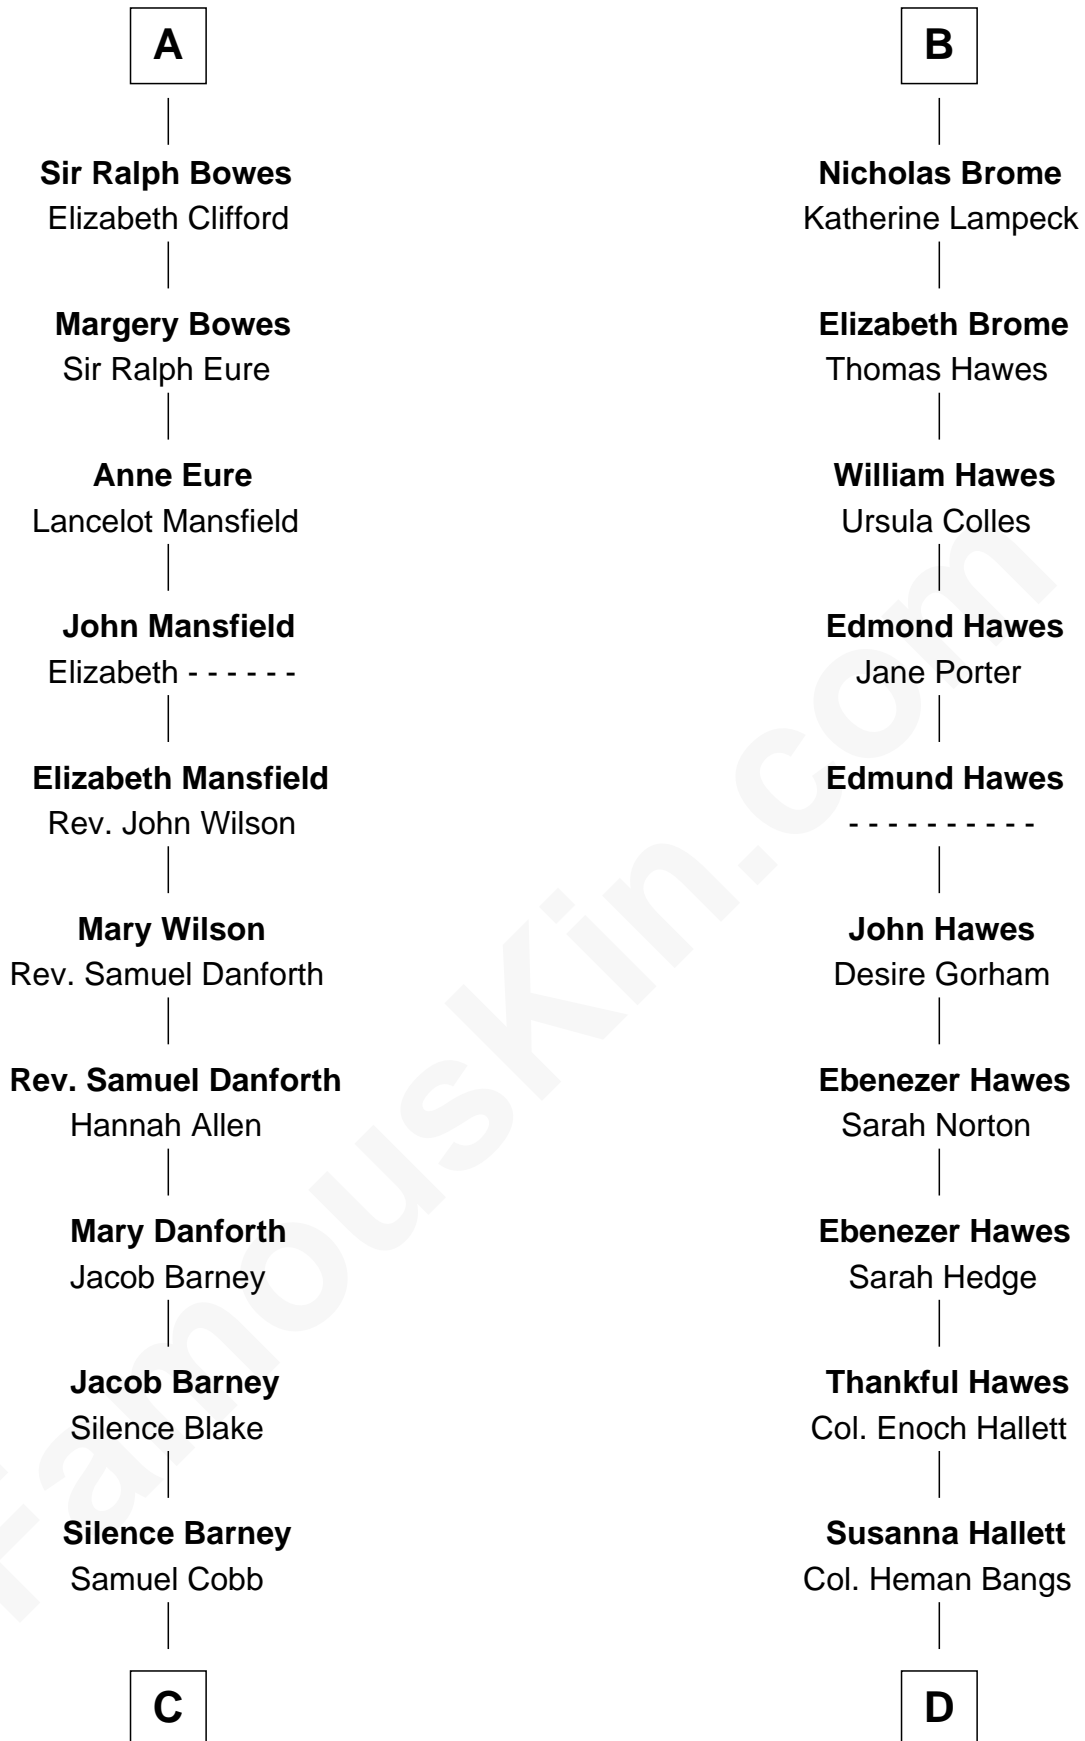 A
Sir Ralph Bowes
Elizabeth Clifford
Margery Bowes
Sir Ralph Eure
Anne Eure
Lancelot Mansfield
John Mansfield
Elizabeth - - - - - -
Elizabeth Mansfield
Rev. John Wilson
Mary Wilson
Rev. Samuel Danforth
Rev. Samuel Danforth
Hannah Allen
Mary Danforth
Jacob Barney
Jacob Barney
Silence Blake
Silence Barney
Samuel Cobb
C
B
Nicholas Brome
Katherine Lampeck
Elizabeth Brome
Thomas Hawes
William Hawes
Ursula Colles
Edmond Hawes
Jane Porter
Edmund Hawes
- - - - - - - - - -
John Hawes
Desire Gorham
Ebenezer Hawes
Sarah Norton
Ebenezer Hawes
Sarah Hedge
Thankful Hawes
Col. Enoch Hallett
Susanna Hallett
Col. Heman Bangs
D
FamousKin.com